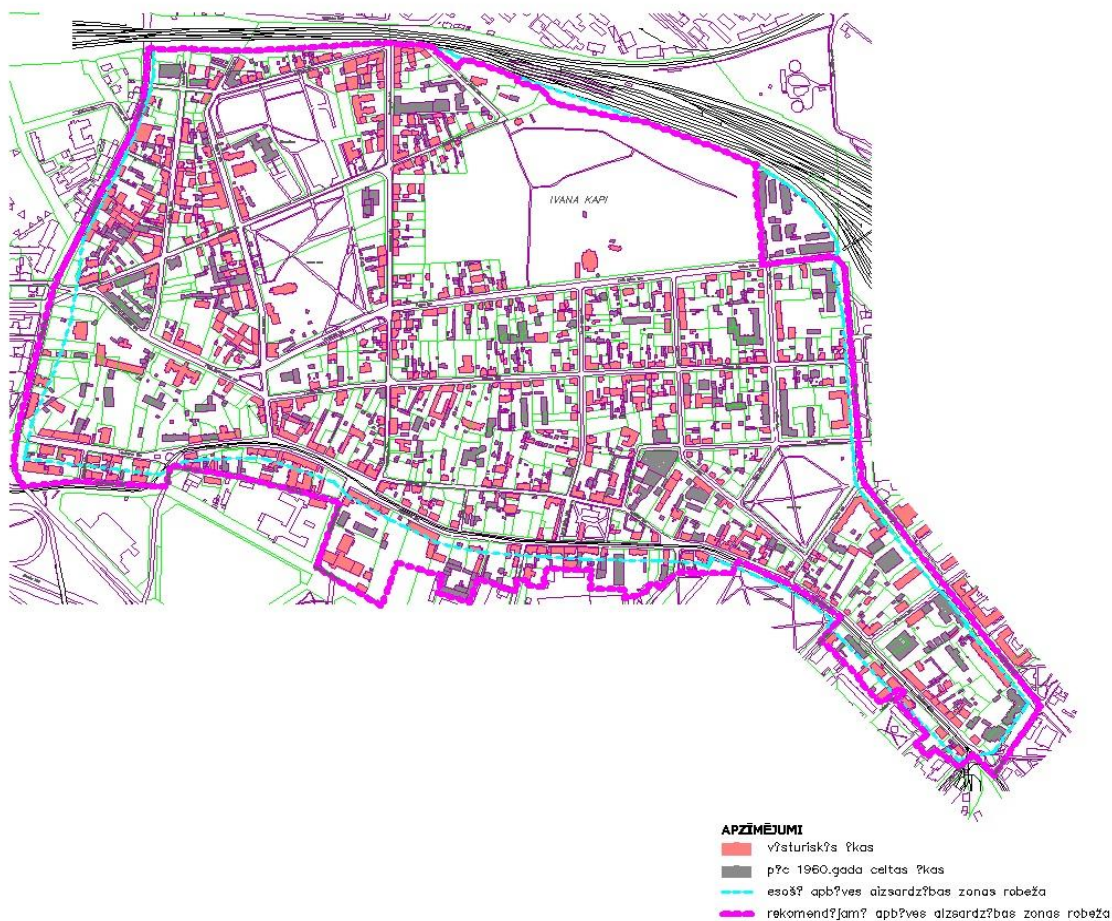 IVANA KAPI
APZĪMĒJUMI
v?sturisk?s ?kas
p?c 1960.gada celtas ?kas
esoš? apb?ves aizsardz?bas zonas robeža
rekomend?jam? apb?ves aizsardz?bas zonas robeža